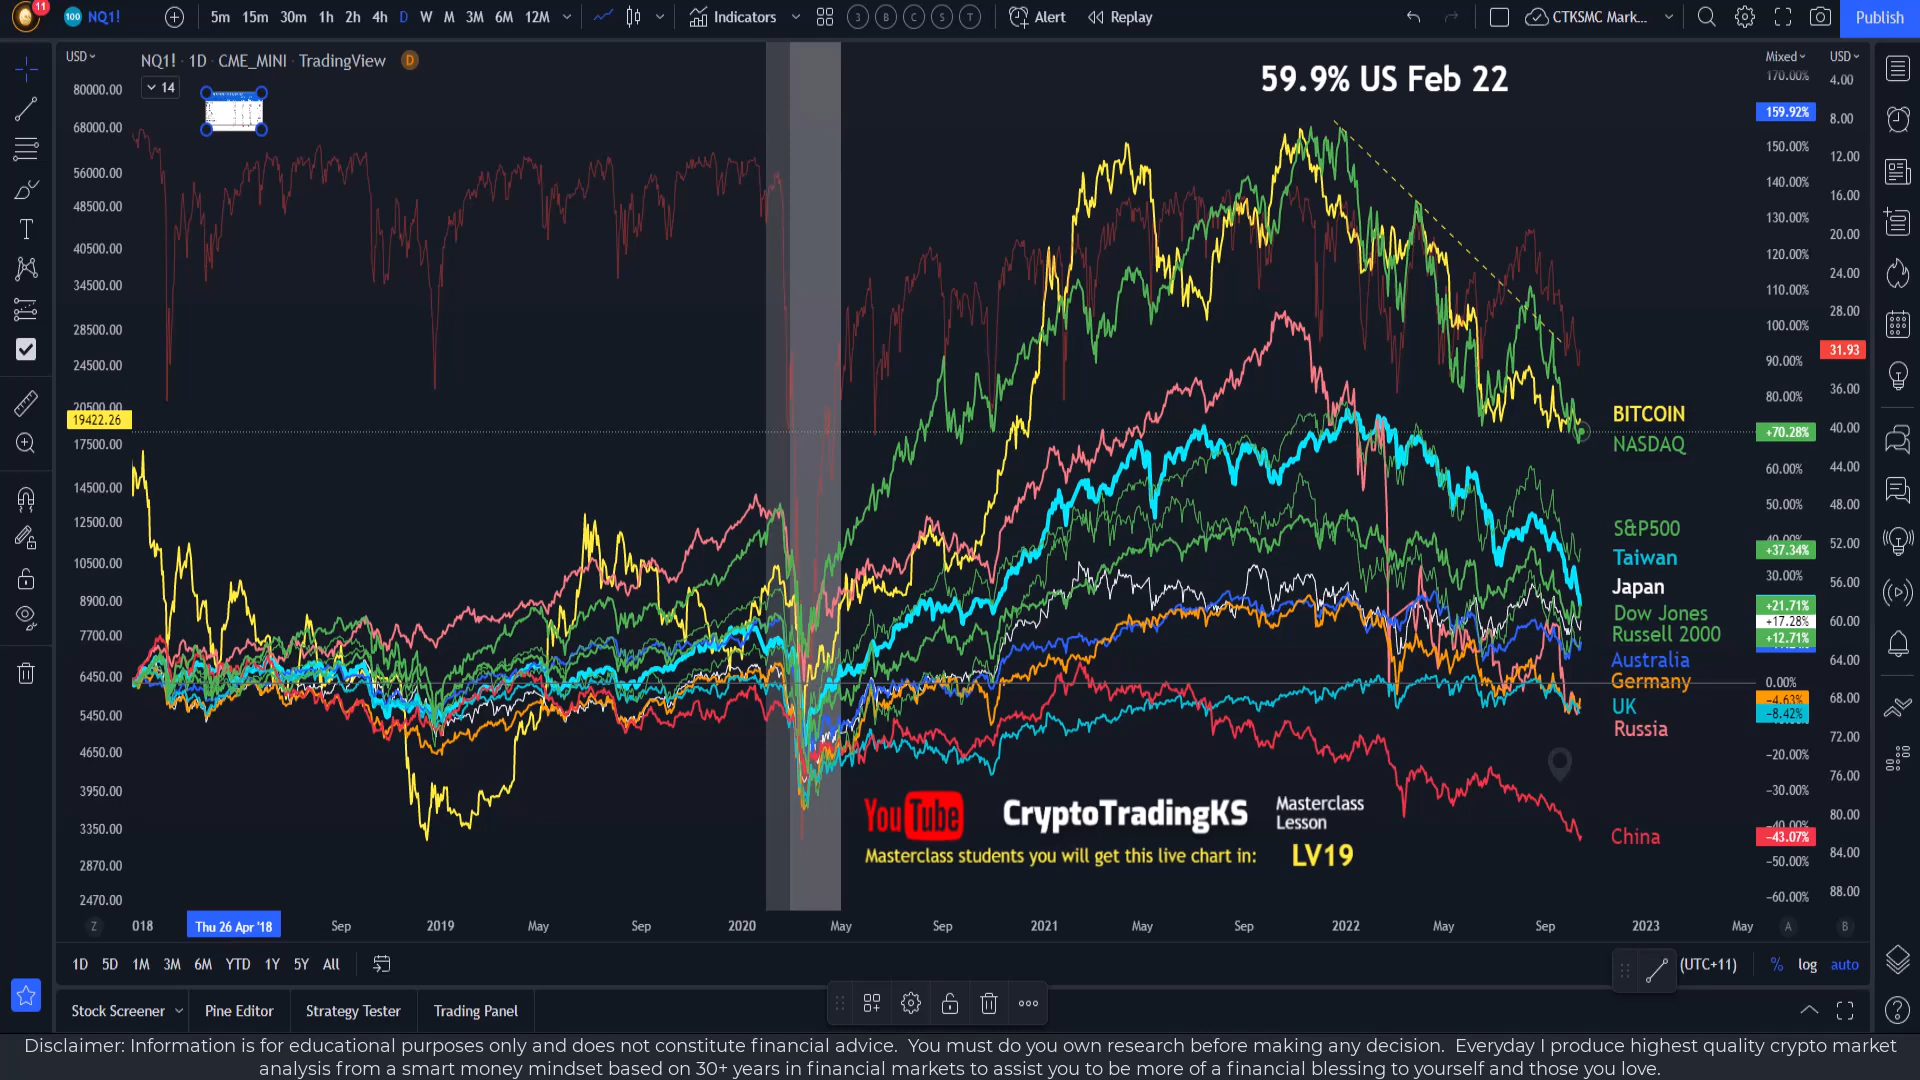 11
100 NQ1!
5m 15m 30m 1h 2h 4h D W M 3M 6M 12M
Indicators
J B C S T
Alert Replay
CTKSMC Mark...
Publish
USD
NQ1! · 1D · CME_MINI · TradingView D
14
59.9% US Feb 22
Mixed USD
80000.00
68000.00
56000.00
48500.00
40500.00
34500.00
28500.00
24500.00
20500.00
19422.26
17500.00
14500.00
12500.00
10500.00
8900.00
7700.00
6450.00
5450.00
4650.00
3950.00
3350.00
2870.00
2470.00
170.00%
159.92%
150.00%
140.00%
130.00%
120.00%
110.00%
100.00%
90.00%
80.00%
+70.28%
60.00%
50.00%
40.00%
+37.34%
30.00%
+21.71%
+17.28%
+12.71%
0.00%
−4.63%
−8.42%
−20.00%
−30.00%
−40.00%
−43.07%
−50.00%
−60.00%
4.00
8.00
12.00
16.00
20.00
24.00
28.00
31.93
36.00
40.00
44.00
48.00
52.00
56.00
60.00
64.00
68.00
72.00
76.00
80.00
84.00
88.00
BITCOIN
NASDAQ
S&P500
Taiwan
Japan
Dow Jones
Russell 2000
Australia
Germany
UK
Russia
China
YouTube CryptoTradingKS Masterclass
Lesson
Masterclass students you will get this live chart in: LV19
Z 018 Thu 26 Apr '18 Sep 2019 May Sep 2020 May Sep 2021 May Sep 2022 May Sep 2023 May A B
1D 5D 1M 3M 6M YTD 1Y 5Y All
(UTC+11) % log auto
Stock Screener Pine Editor Strategy Tester Trading Panel
Disclaimer: Information is for educational purposes only and does not constitute financial advice. You must do you own research before making any decision. Everyday I produce highest quality crypto market
analysis from a smart money mindset based on 30+ years in financial markets to assist you to be more of a financial blessing to yourself and those you love.